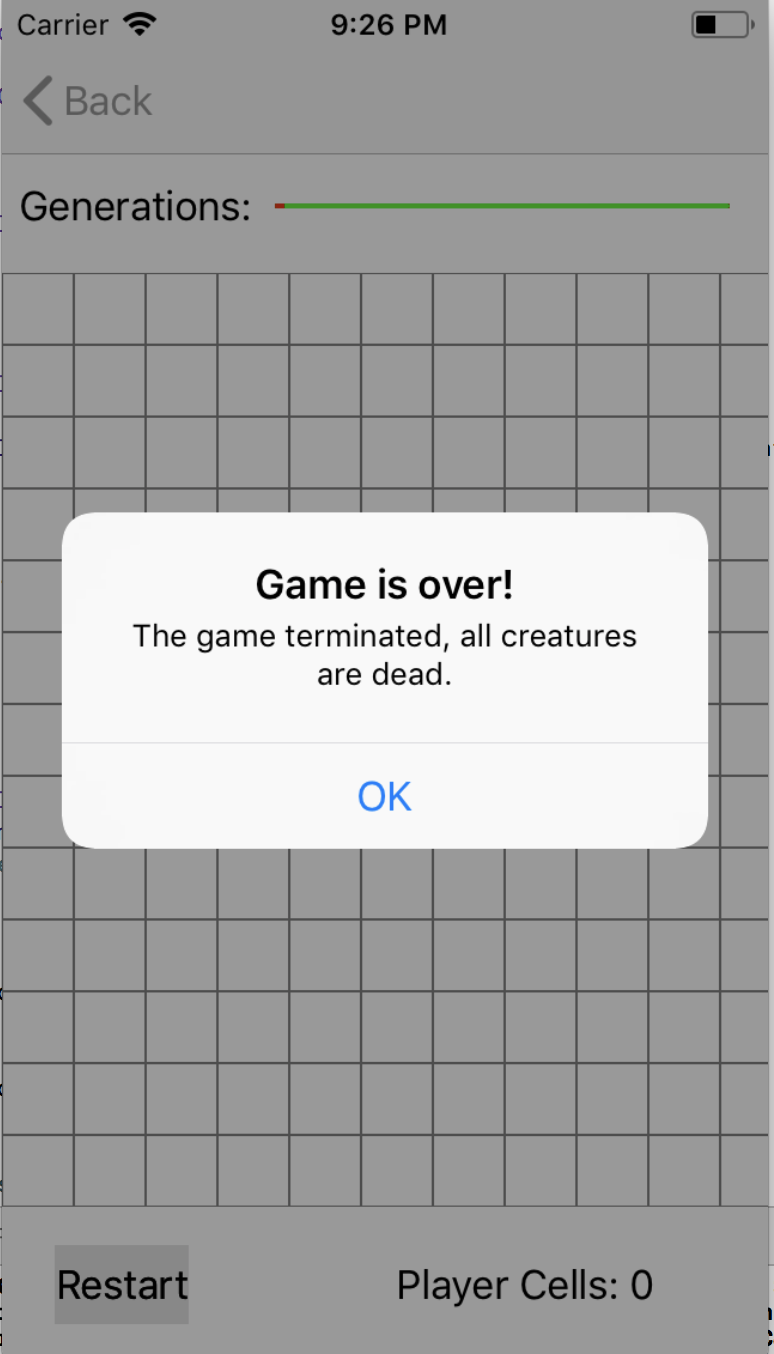 Carrier 9:26 PM
Back
Generations:
Game is over!
The game terminated, all creatures
are dead.
OK
Restart Player Cells: 0